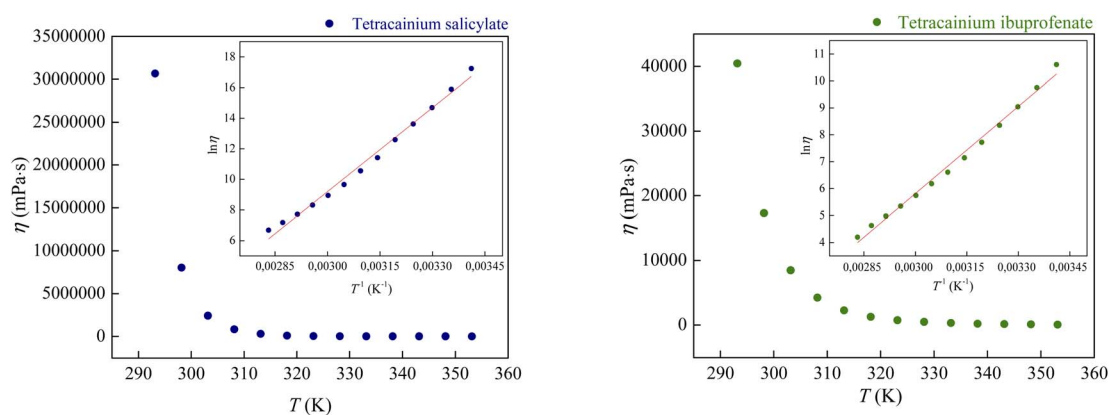 Tetracainium salicylate
35000000
30000000
25000000
20000000
15000000
10000000
5000000
0
η (mPa·s)
290 300 310 320 330 340 350 360
T (K)
18
16
14
12
10
8
6
lnη
0,00285 0,00300 0,00315 0,00330 0,00345
T⁻¹ (K⁻¹)
Tetracainium ibuprofenate
40000
30000
20000
10000
0
η (mPa·s)
290 300 310 320 330 340 350 360
T (K)
11
10
9
8
7
6
5
4
lnη
0,00285 0,00300 0,00315 0,00330 0,00345
T⁻¹ (K⁻¹)